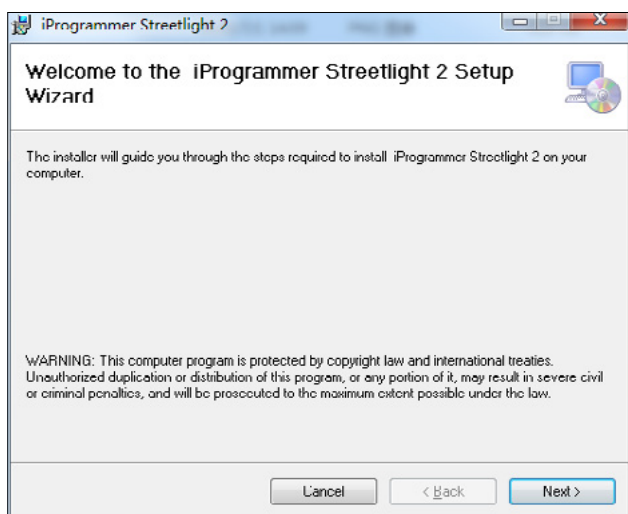 iProgrammer Streetlight 2
Welcome to the iProgrammer Streetlight 2 Setup
Wizard
The installer will guide you through the steps required to install iProgrammer Streetlight 2 on your
computer.
WARNING: This computer program is protected by copyright law and international treaties.
Unauthorized duplication or distribution of this program, or any portion of it, may result in severe civil
or criminal penalties, and will be prosecuted to the maximum extent possible under the law.
Cancel
< Back
Next >